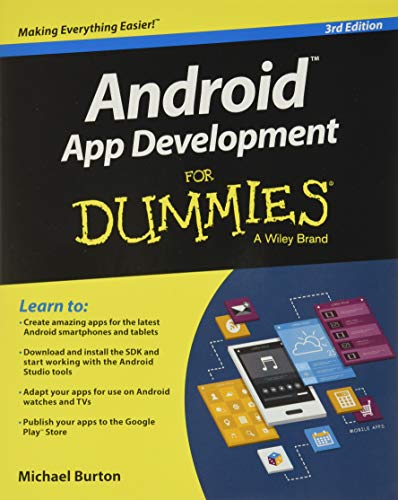 Making Everything Easier!™
3rd Edition
Android™
App Development
FOR
DUMMIES®
A Wiley Brand
Learn to:
• Create amazing apps for the latest
Android smartphones and tablets
• Download and install the SDK and
start working with the Android
Studio tools
• Adapt your apps for use on Android
watches and TVs
• Publish your apps to the Google
Play™ Store
MOBILE APPS
Michael Burton